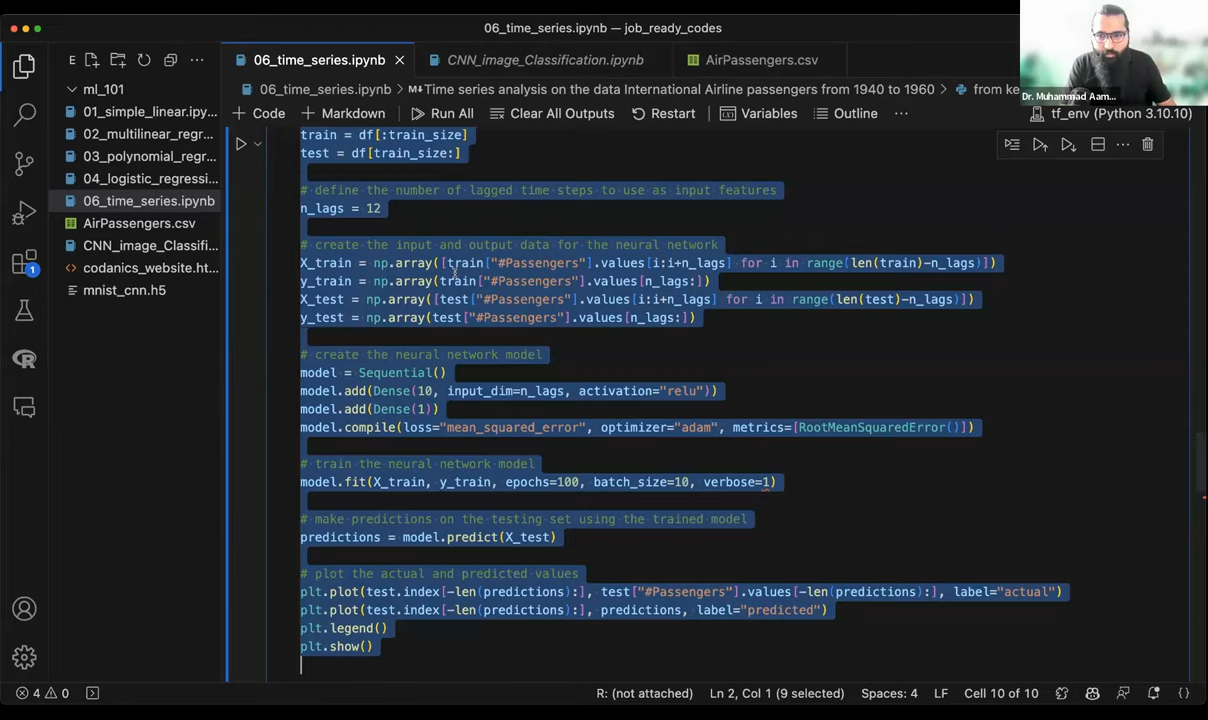 06_time_series.ipynb — job_ready_codes
E
06_time_series.ipynb
CNN_image_Classification.ipynb
AirPassengers.csv
Dr. Muhammad Aam...
06_time_series.ipynb > M↓Time series analysis on the data International Airline passengers from 1940 to 1960 > from ke
+ Code + Markdown Run All Clear All Outputs Restart Variables Outline ...
tf_env (Python 3.10.10)
ml_101
01_simple_linear.ipy...
02_multilinear_regr...
03_polynomial_regr...
04_logistic_regressi...
06_time_series.ipynb
AirPassengers.csv
CNN_image_Classifi...
codanics_website.ht...
mnist_cnn.h5
1
train = df[:train_size]
test = df[train_size:]
# define the number of lagged time steps to use as input features
n_lags = 12
# create the input and output data for the neural network
X_train = np.array([train["#Passengers"].values[i:i+n_lags] for i in range(len(train)-n_lags)])
y_train = np.array(train["#Passengers"].values[n_lags:])
X_test = np.array([test["#Passengers"].values[i:i+n_lags] for i in range(len(test)-n_lags)])
y_test = np.array(test["#Passengers"].values[n_lags:])
# create the neural network model
model = Sequential()
model.add(Dense(10, input_dim=n_lags, activation="relu"))
model.add(Dense(1))
model.compile(loss="mean_squared_error", optimizer="adam", metrics=[RootMeanSquaredError()])
# train the neural network model
model.fit(X_train, y_train, epochs=100, batch_size=10, verbose=1)
# make predictions on the testing set using the trained model
predictions = model.predict(X_test)
# plot the actual and predicted values
plt.plot(test.index[-len(predictions):], test["#Passengers"].values[-len(predictions):], label="actual")
plt.plot(test.index[-len(predictions):], predictions, label="predicted")
plt.legend()
plt.show()
4 0
R: (not attached) Ln 2, Col 1 (9 selected) Spaces: 4 LF Cell 10 of 10